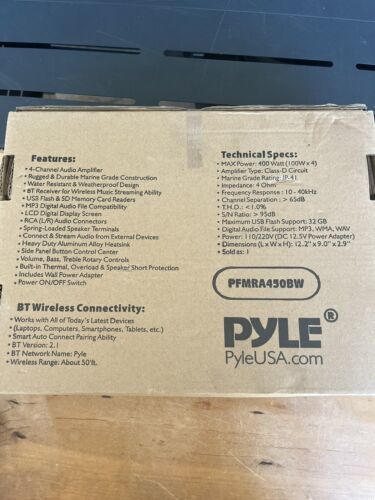 Features:
• 4-Channel Audio Amplifier
• Rugged & Durable Marine Grade Construction
• Water Resistant & Weatherproof Design
• BT Receiver for Wireless Music Streaming Ability
• USB Flash & SD Memory Card Readers
• MP3 Digital Audio File Compatibility
• LCD Digital Display Screen
• RCA (L/R) Audio Connectors
• Spring-Loaded Speaker Terminals
• Connect & Stream Audio from External Devices
• Heavy Duty Aluminum Alloy Heatsink
• Side Panel Button Control Center
• Volume, Bass, Treble Rotary Controls
• Built-in Thermal, Overload & Speaker Short Protection
• Includes Wall Power Adapter
• Power ON/OFF Switch
BT Wireless Connectivity:
• Works with All of Today's Latest Devices
• (Laptops, Computers, Smartphones, Tablets, etc.)
• Smart Auto Connect Pairing Ability
• BT Version: 2.1
• BT Network Name: Pyle
• Wireless Range: About 50'ft.
Technical Specs:
• MAX Power: 400 Watt (100W x 4)
• Amplifier Type: Class-D Circuit
• Marine Grade Rating: IP-41
• Impedance: 4 Ohm
• Frequency Response: 10 - 40kHz
• Channel Separation: > 65dB
• T.H.D.: <1.0%
• S/N Ratio: > 95dB
• Maximum USB Flash Support: 32 GB
• Digital Audio File Support: MP3, WMA, WAV
• Power: 110/220V (DC 12.5V Power Adapter)
• Dimensions (L x W x H): 12.2" x 9.0" x 2.9"
• Sold as: 1
PFMRA450BW
PYLE®
PyleUSA.com